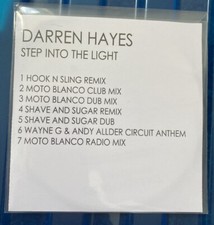 DARREN HAYES
STEP INTO THE LIGHT
1 HOOK N SLING REMIX
2 MOTO BLANCO CLUB MIX
3 MOTO BLANCO DUB MIX
4 SHAVE AND SUGAR REMIX
5 SHAVE AND SUGAR DUB
6 WAYNE G & ANDY ALLDER CIRCUIT ANTHEM
7 MOTO BLANCO RADIO MIX